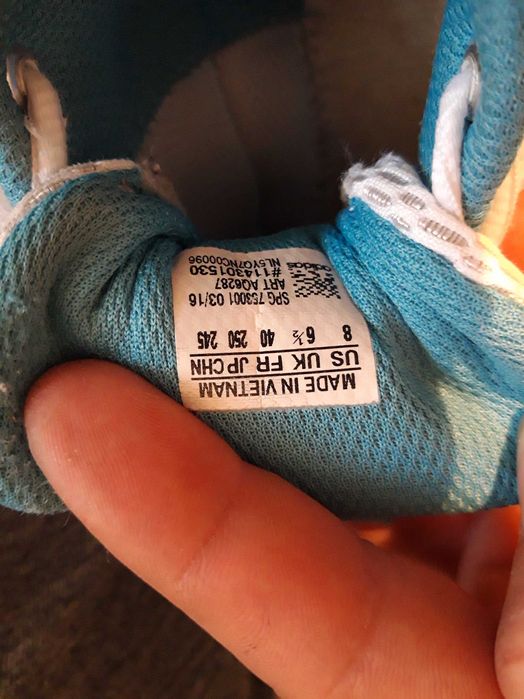 MADE IN VIETNAM
US UK FR JP CHN
8 6½ 40 250 245
SPG 753001 03/16
ART AQ6287
#114301530
NL5YQ7NC00096
adidas